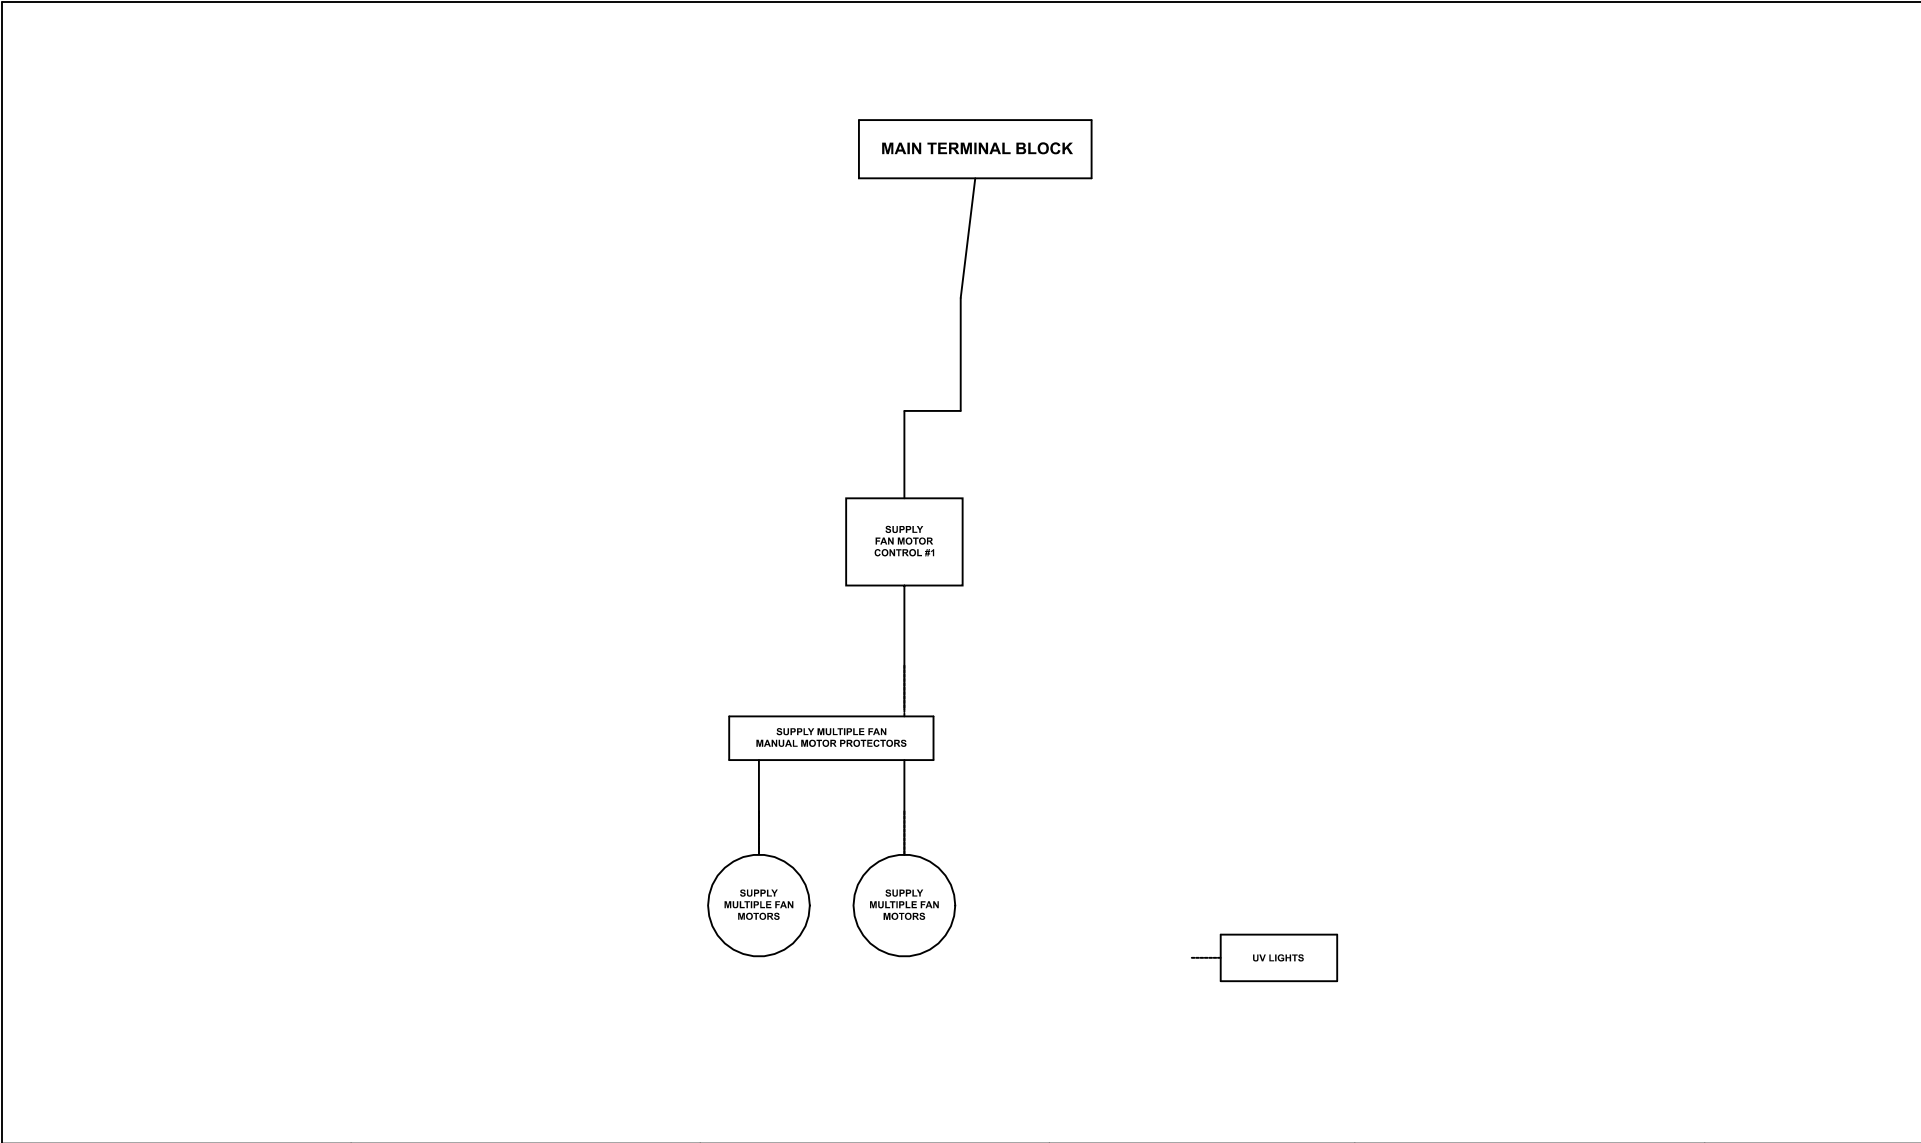 MAIN TERMINAL BLOCK
SUPPLY
FAN MOTOR
CONTROL #1
SUPPLY MULTIPLE FAN
MANUAL MOTOR PROTECTORS
SUPPLY
MULTIPLE FAN
MOTORS
SUPPLY
MULTIPLE FAN
MOTORS
UV LIGHTS